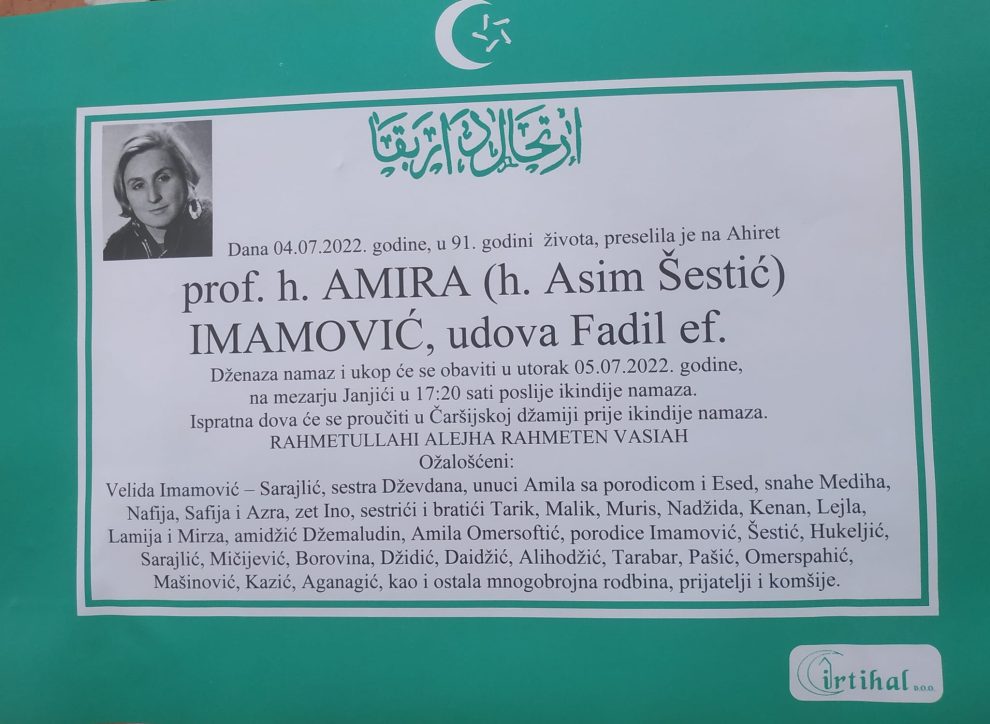 ارتحال دار بقا
Dana 04.07.2022. godine, u 91. godini života, preselila je na Ahiret
prof. h. AMIRA (h. Asim Šestić)
IMAMOVIĆ, udova Fadil ef.
Dženaza namaz i ukop će se obaviti u utorak 05.07.2022. godine,
na mezarju Janjići u 17:20 sati poslije ikindije namaza.
Ispratna dova će se proučiti u Čaršijskoj džamiji prije ikindije namaza.
RAHMETULLAHI ALEJHA RAHMETEN VASIAH
Ožalošćeni:
Velida Imamović – Sarajlić, sestra Dževdana, unuci Amila sa porodicom i Esed, snahe Mediha,
Nafija, Safija i Azra, zet Ino, sestrići i bratići Tarik, Malik, Muris, Nadžida, Kenan, Lejla,
Lamija i Mirza, amidžić Džemaludin, Amila Omersoftić, porodice Imamović, Šestić, Hukeljić,
Sarajlić, Mičijević, Borovina, Džidić, Daidžić, Alihodžić, Tarabar, Pašić, Omerspahić,
Mašinović, Kazić, Aganagić, kao i ostala mnogobrojna rodbina, prijatelji i komšije.
irtihal D.O.O.